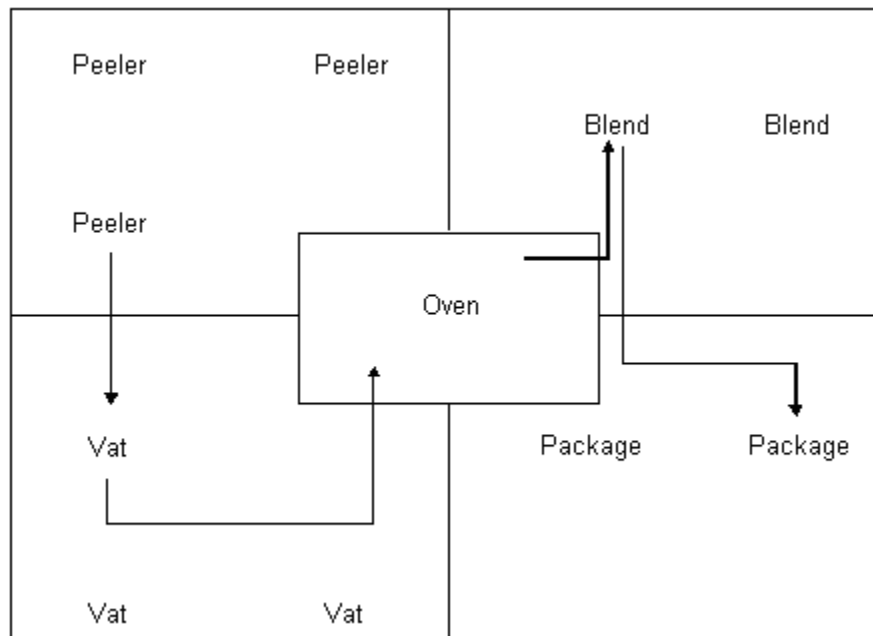 Peeler
Peeler
Blend
Blend
Peeler
Oven
Vat
Package
Package
Vat
Vat